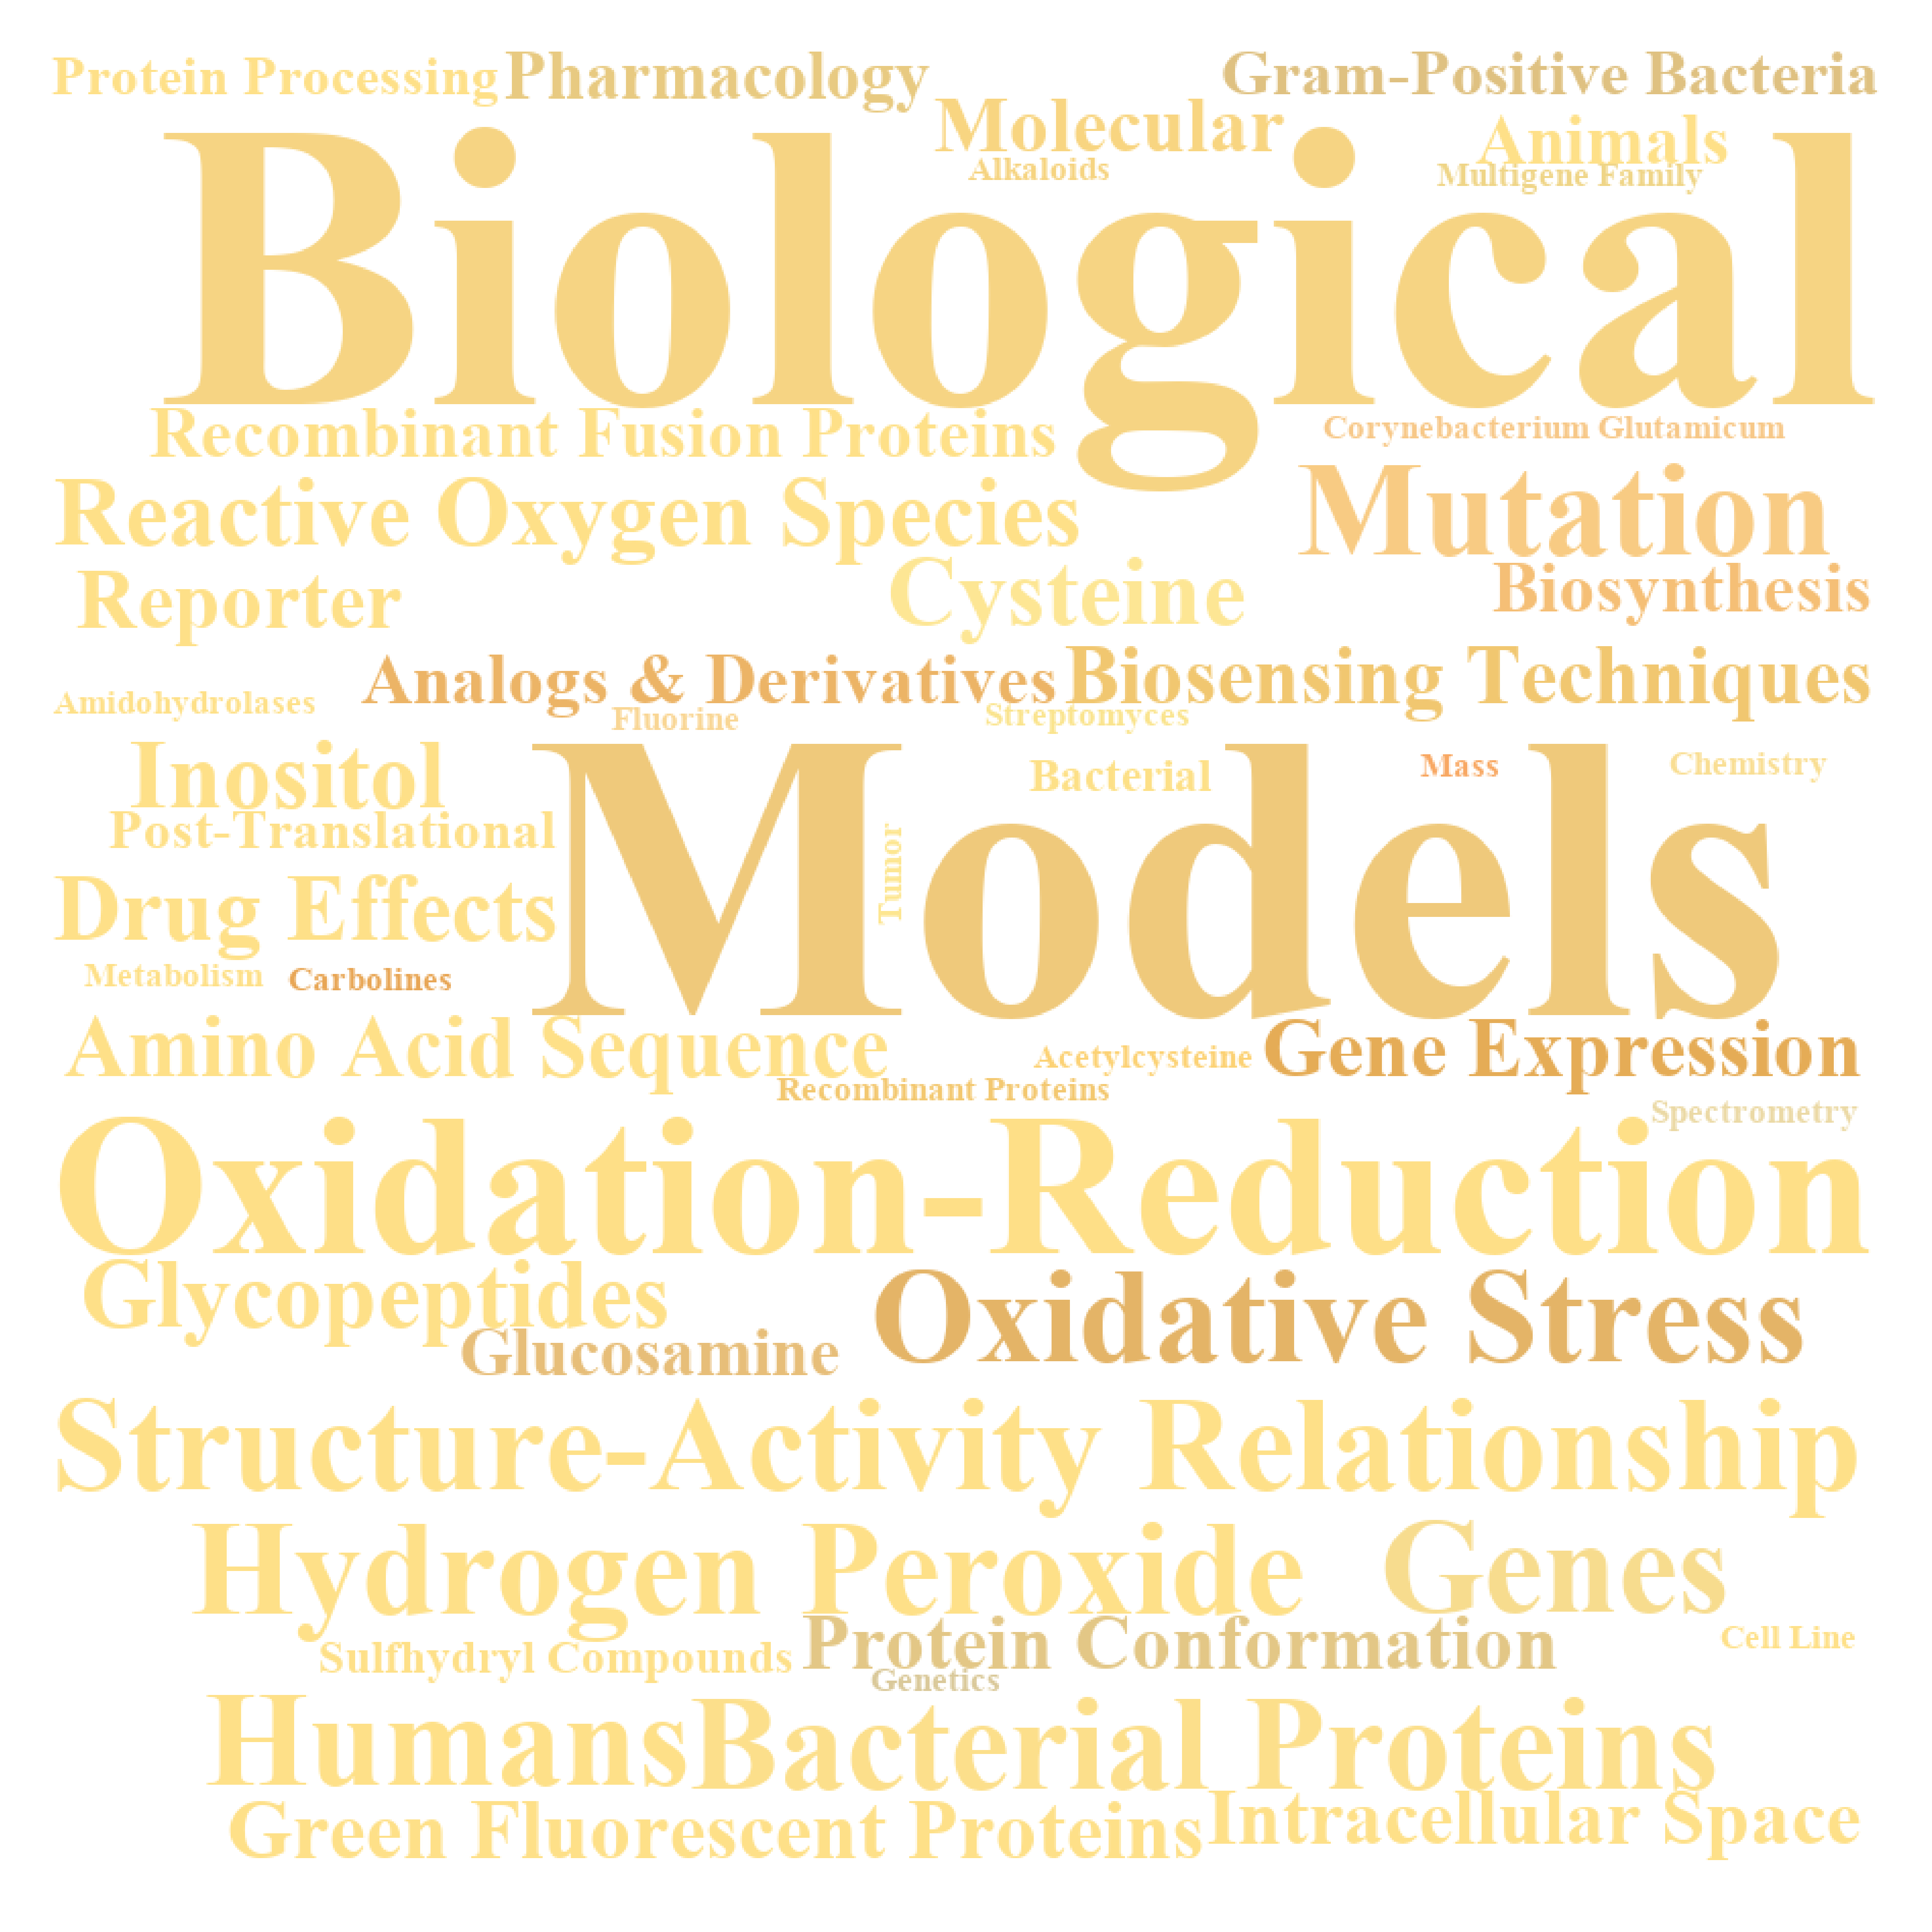 Protein Processing
Pharmacology
Gram-Positive Bacteria
Molecular
Animals
Alkaloids
Multigene Family
Biological
Recombinant Fusion Proteins
Corynebacterium Glutamicum
Reactive Oxygen Species
Mutation
Reporter
Cysteine
Biosynthesis
Analogs & Derivatives
Biosensing Techniques
Amidohydrolases
Fluorine
Streptomyces
Inositol
Bacterial
Mass
Chemistry
Post-Translational
Models
Tumor
Drug Effects
Metabolism
Carbolines
Amino Acid Sequence
Acetylcysteine
Gene Expression
Recombinant Proteins
Spectrometry
Oxidation-Reduction
Glycopeptides
Oxidative Stress
Glucosamine
Structure-Activity Relationship
Hydrogen Peroxide
Genes
Sulfhydryl Compounds
Protein Conformation
Cell Line
Genetics
Humans
Bacterial Proteins
Green Fluorescent Proteins
Intracellular Space